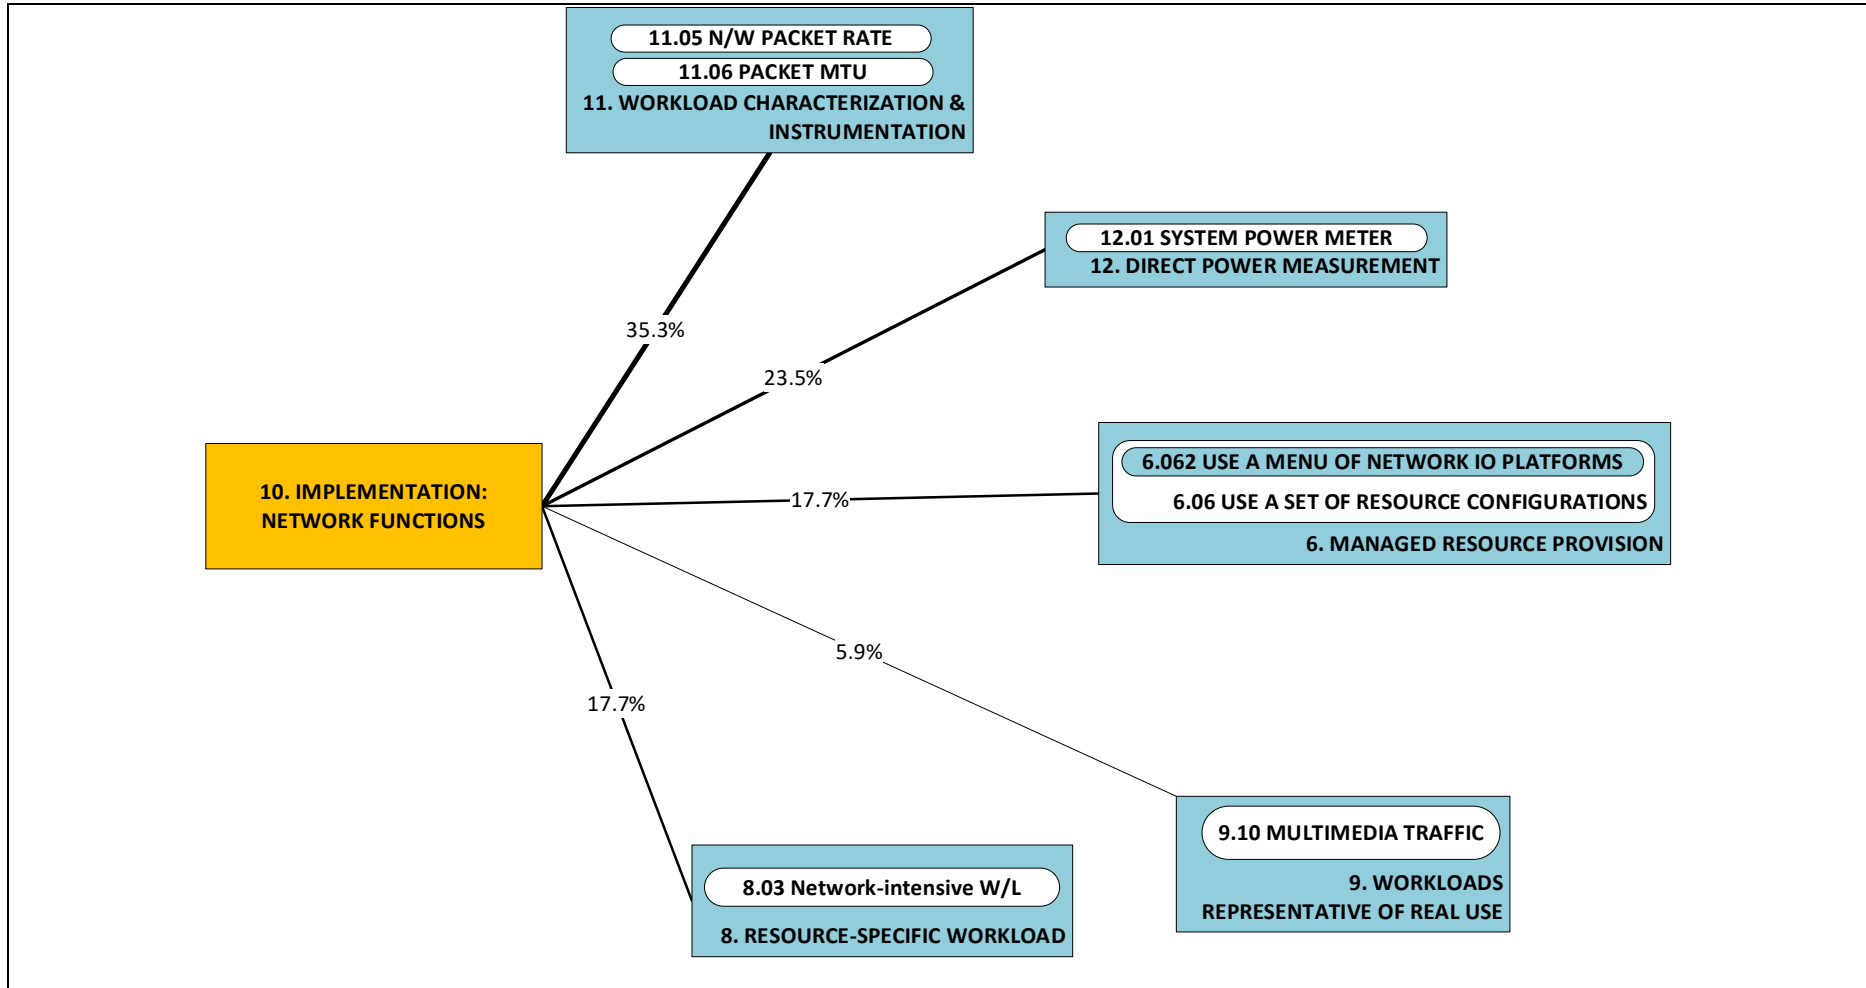 11.05 N/W PACKET RATE
11.06 PACKET MTU
11. WORKLOAD CHARACTERIZATION &
INSTRUMENTATION
12.01 SYSTEM POWER METER
12. DIRECT POWER MEASUREMENT
35.3%
23.5%
10. IMPLEMENTATION:
NETWORK FUNCTIONS
17.7%
6.062 USE A MENU OF NETWORK IO PLATFORMS
6.06 USE A SET OF RESOURCE CONFIGURATIONS
6. MANAGED RESOURCE PROVISION
5.9%
17.7%
9.10 MULTIMEDIA TRAFFIC
9. WORKLOADS
REPRESENTATIVE OF REAL USE
8.03 Network-intensive W/L
8. RESOURCE-SPECIFIC WORKLOAD